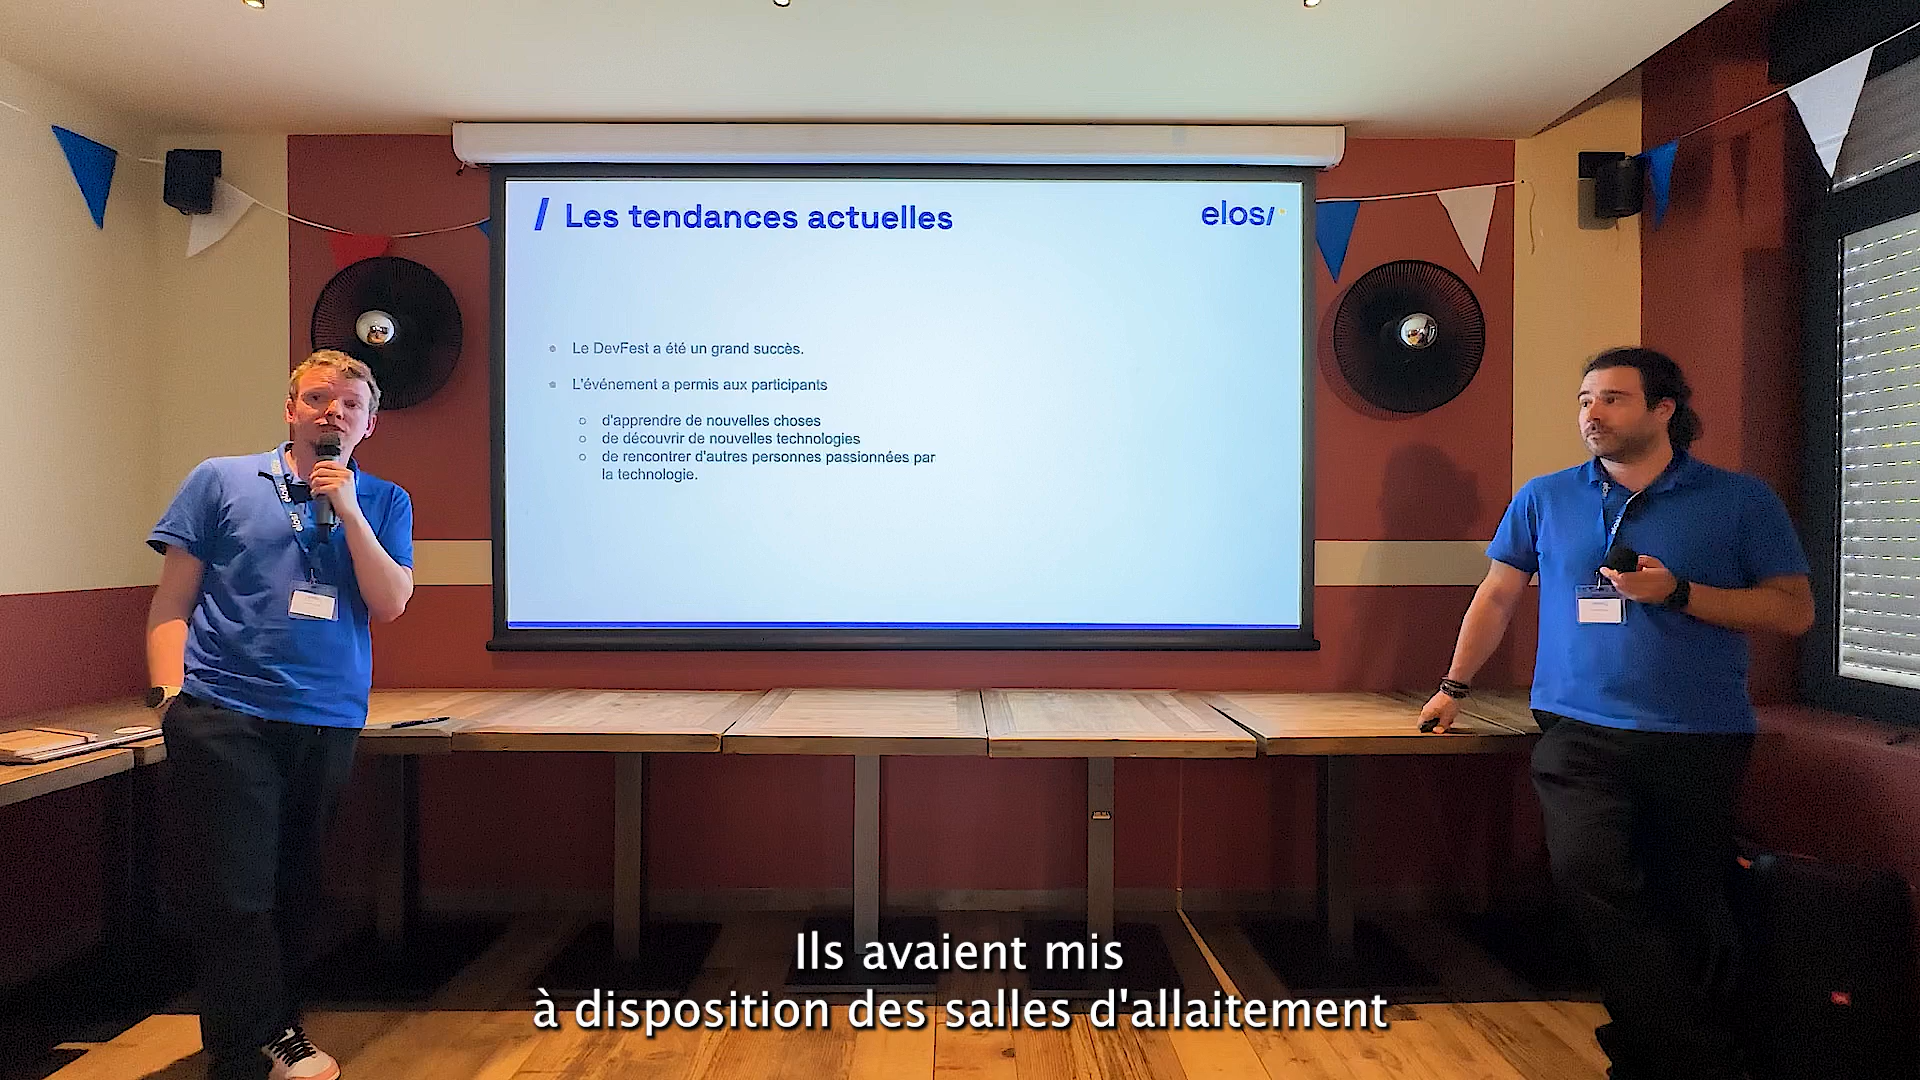 / Les tendances actuelles
elos/
Le DevFest a été un grand succès.
L'événement a permis aux participants
d'apprendre de nouvelles choses
de découvrir de nouvelles technologies
de rencontrer d'autres personnes passionnées par
la technologie.
Ils avaient mis
à disposition des salles d'allaitement